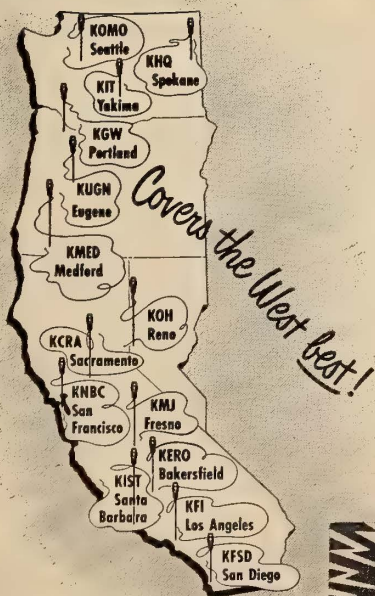 KOMO
Seattle
KHQ
Spokane
KIT
Yakima
KGW
Portland
KUGN
Eugene
Covers the West best!
KMED
Medford
KOH
Reno
KCRA
Sacramento
KNBC
San
Francisco
KMJ
Fresno
KERO
Bakersfield
KIST
Santa
Barbara
KFI
Los Angeles
KFSD
San Diego